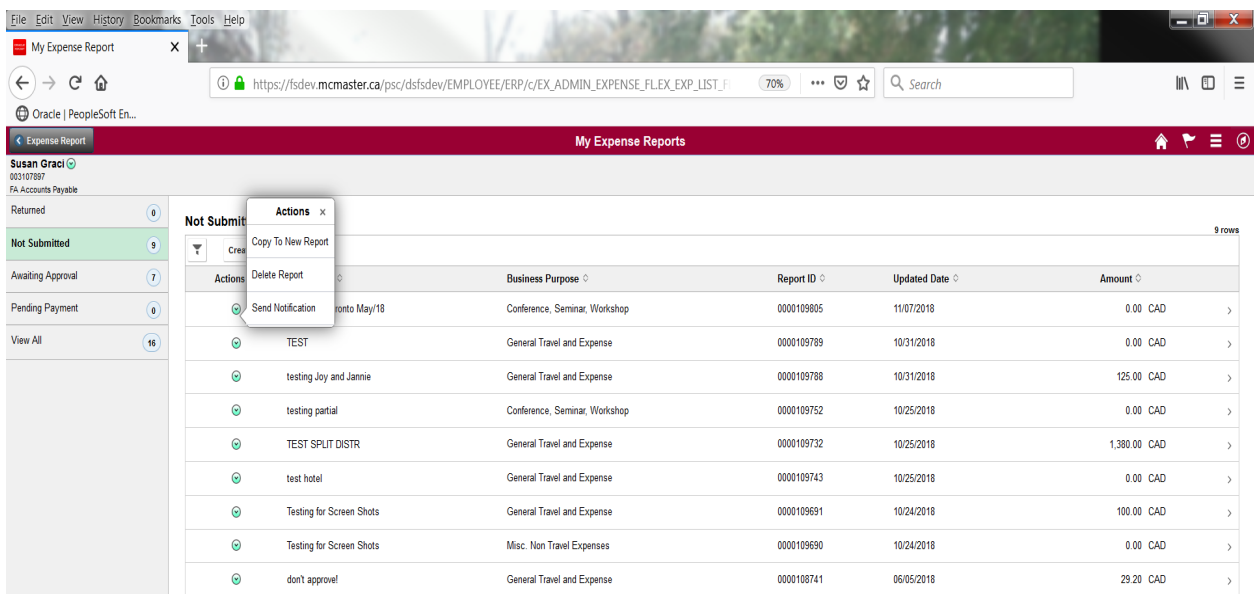 File Edit View History Bookmarks Tools Help
My Expense Report X +
https://fsdev.mcmaster.ca/psc/dsfsdev/EMPLOYEE/ERP/c/EX_ADMIN_EXPENSE_FL.EX_EXP_LIST_F 70% Search
Oracle | PeopleSoft En...
Expense Report My Expense Reports
Susan Graci
003107897
FA Accounts Payable
Returned 0
Not Submitted 9
Awaiting Approval 7
Pending Payment 0
View All 16
Not Submit
9 rows
Crea
Actions x
Copy To New Report
Delete Report
Send Notification
Actions Business Purpose Report ID Updated Date Amount
ronto May/18 Conference, Seminar, Workshop 0000109805 11/07/2018 0.00 CAD
TEST General Travel and Expense 0000109789 10/31/2018 0.00 CAD
testing Joy and Jannie General Travel and Expense 0000109788 10/31/2018 125.00 CAD
testing partial Conference, Seminar, Workshop 0000109752 10/25/2018 0.00 CAD
TEST SPLIT DISTR General Travel and Expense 0000109732 10/25/2018 1,380.00 CAD
test hotel General Travel and Expense 0000109743 10/25/2018 0.00 CAD
Testing for Screen Shots General Travel and Expense 0000109691 10/24/2018 100.00 CAD
Testing for Screen Shots Misc. Non Travel Expenses 0000109690 10/24/2018 0.00 CAD
don't approve! General Travel and Expense 0000108741 06/05/2018 29.20 CAD